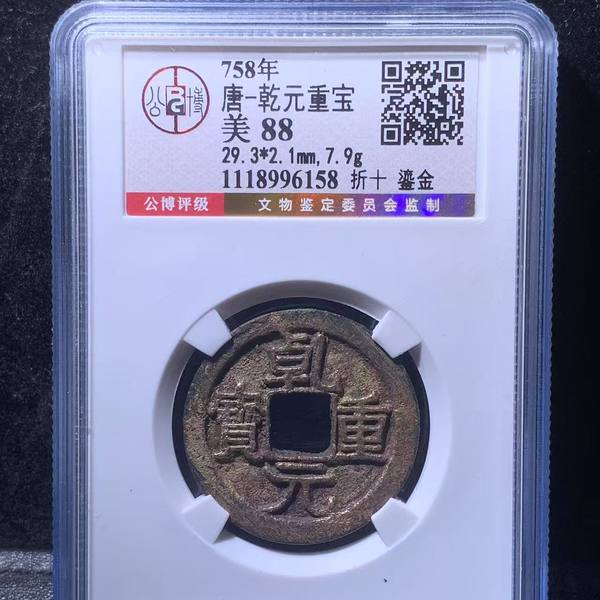 公博
758年
唐-乾元重宝
美 88
29.3*2.1mm,7.9g
1118996158 折十 鎏金
公博评级 文物鉴定委员会监制
乾
寶 重
元